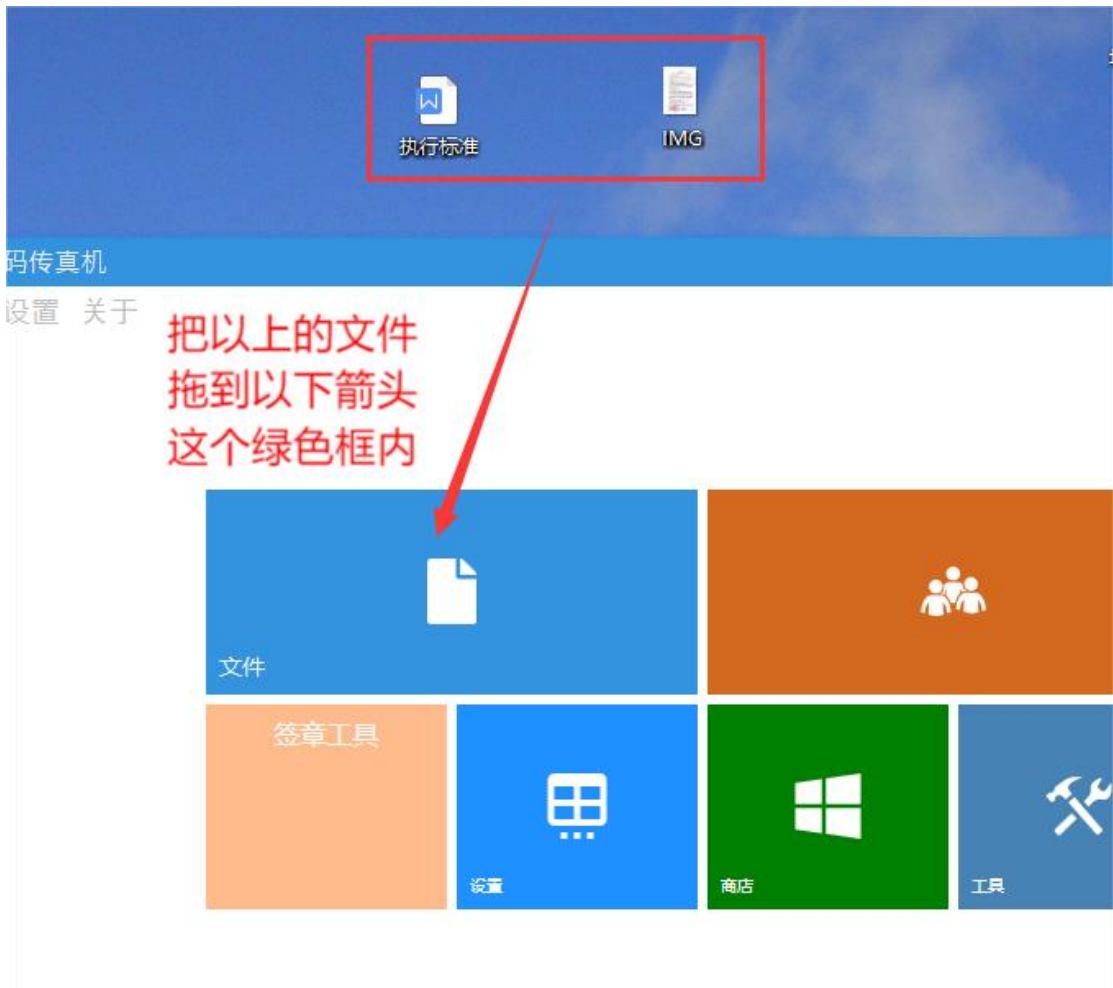 执行标准
IMG
码传真机
设置 关于
把以上的文件
拖到以下箭头
这个绿色框内
文件
签章工具
设置
商店
工具